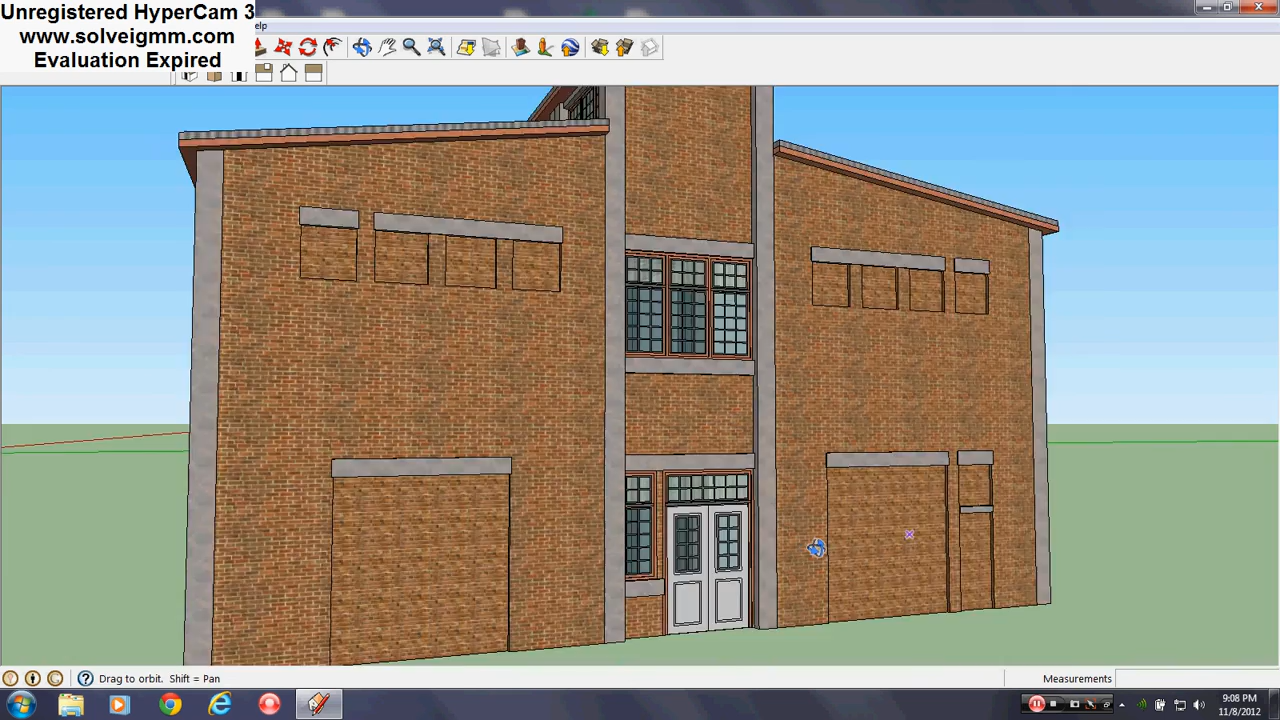 Unregistered HyperCam 3
www.solveigmm.com
Evaluation Expired
elp
Drag to orbit. Shift = Pan
Measurements
9:08 PM
11/8/2012